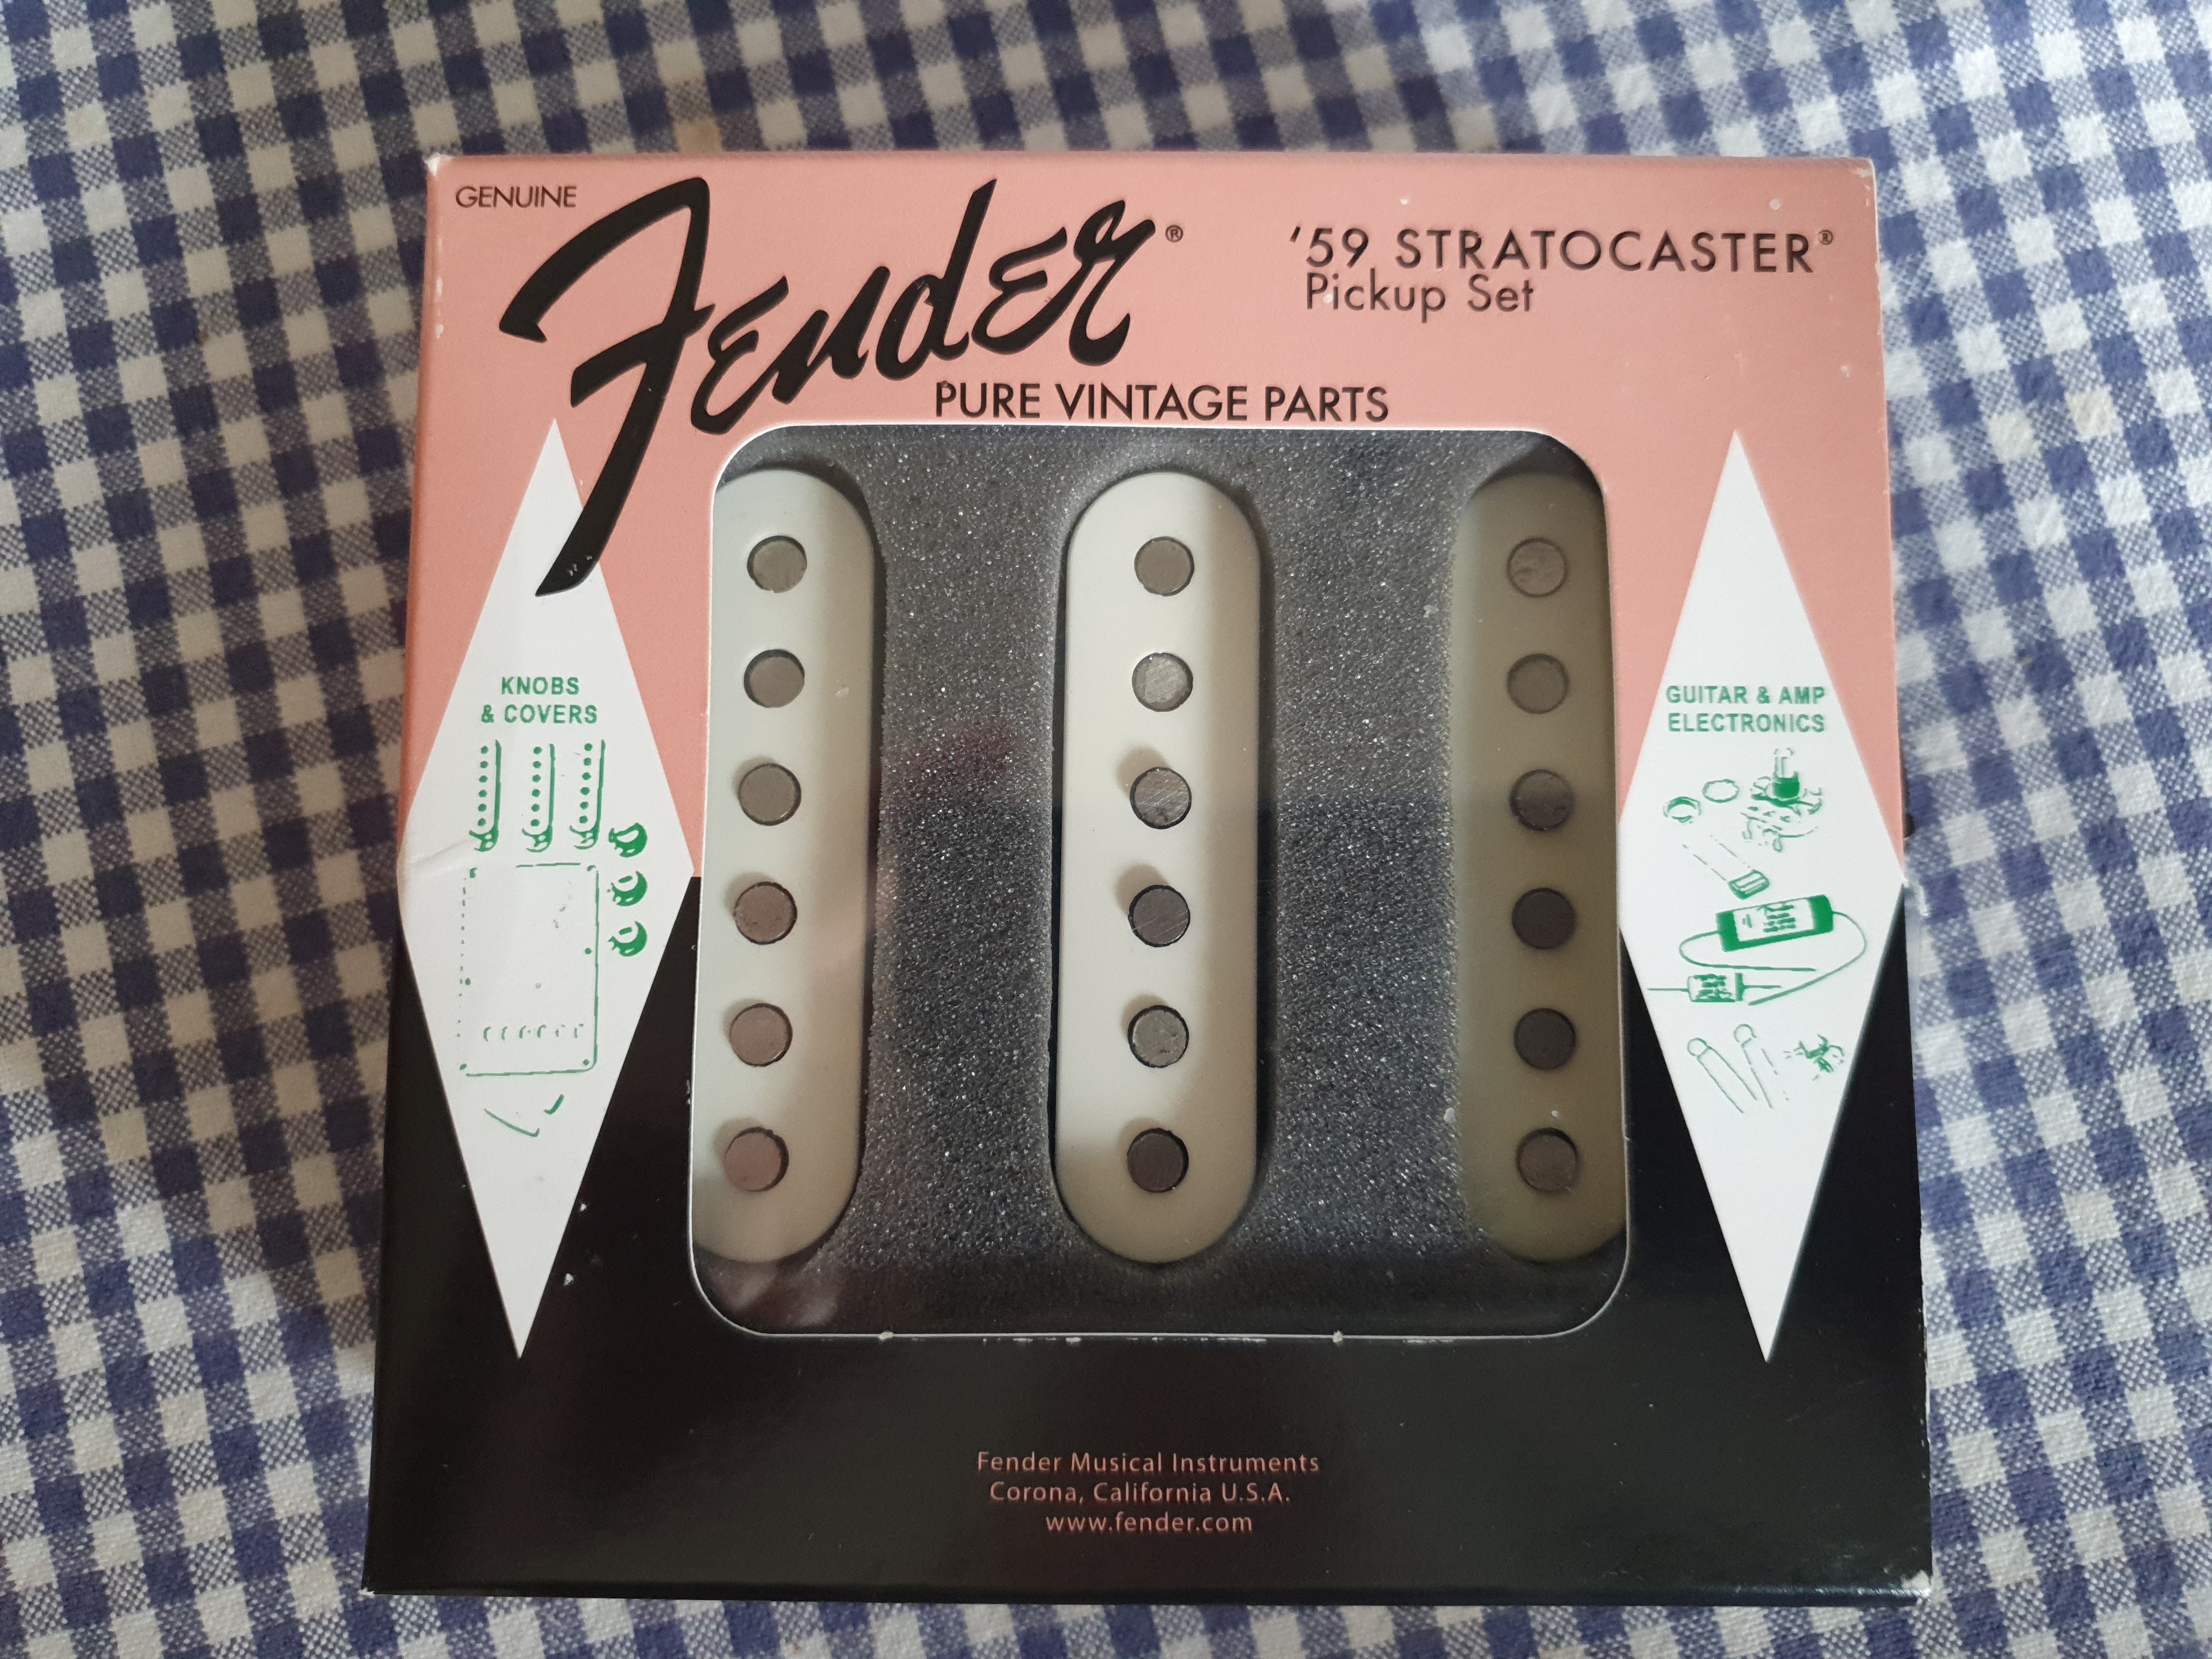 GENUINE
Fender®
'59 STRATOCASTER®
Pickup Set
PURE VINTAGE PARTS
KNOBS
& COVERS
GUITAR & AMP
ELECTRONICS
Fender Musical Instruments
Corona, California U.S.A.
www.fender.com